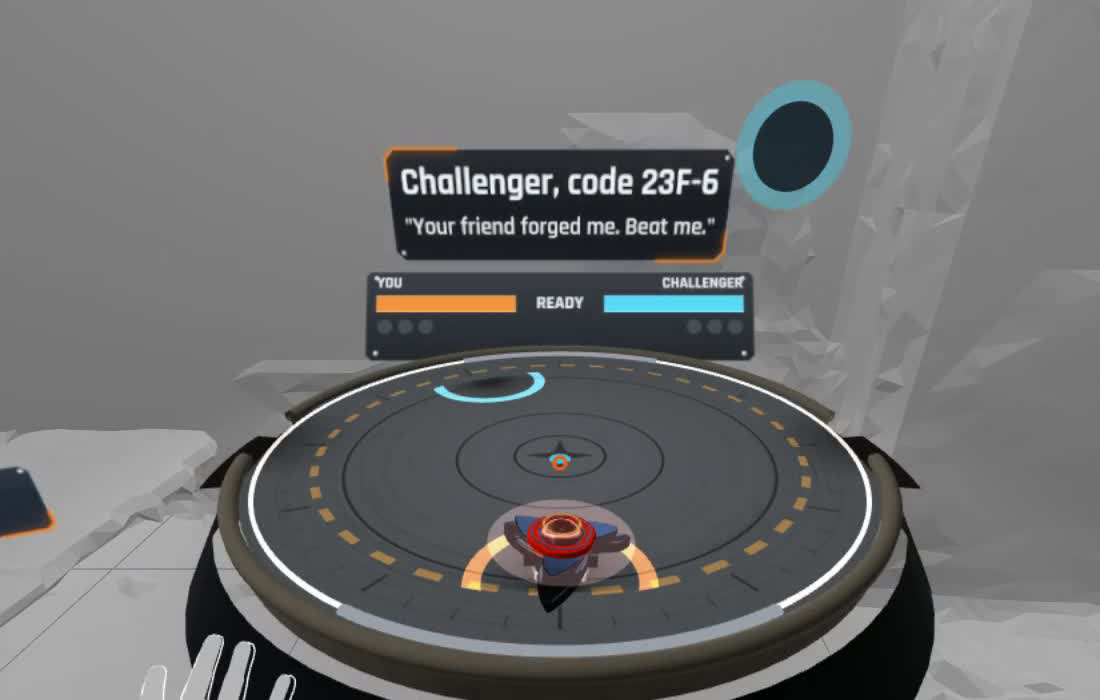 Challenger, code 23F-6
"Your friend forged me. Beat me."
YOU
READY
CHALLENGER